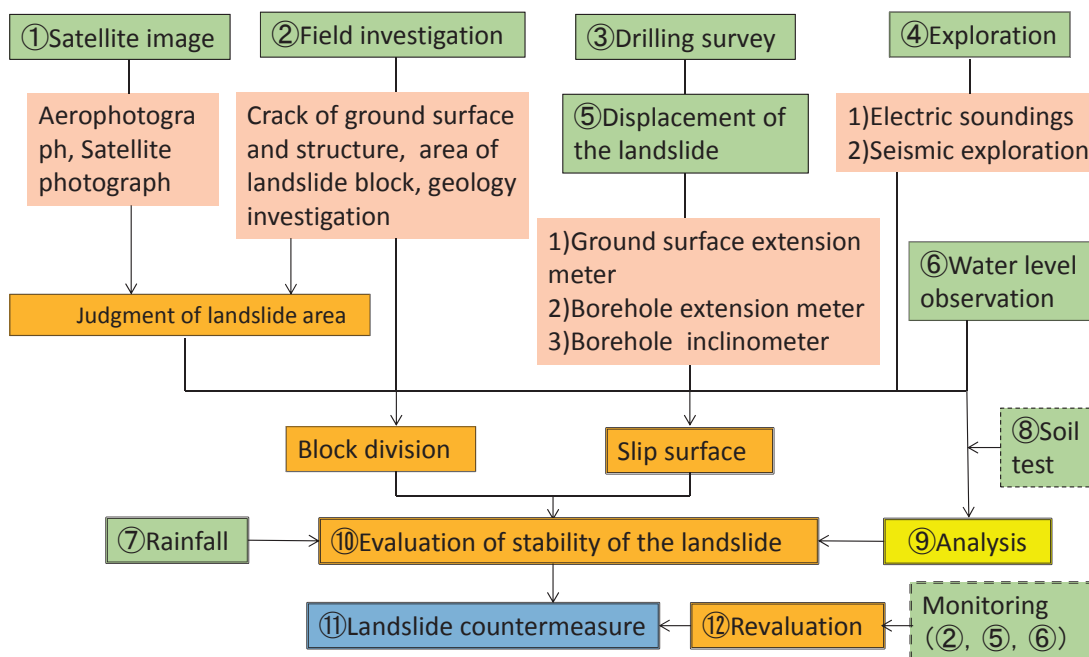 ①Satellite image
②Field investigation
③Drilling survey
④Exploration
Aerophotogra
ph, Satellite
photograph
Crack of ground surface
and structure, area of
landslide block, geology
investigation
⑤Displacement of
the landslide
1)Electric soundings
2)Seismic exploration
1)Ground surface extension
meter
2)Borehole extension meter
3)Borehole inclinometer
⑥Water level
observation
Judgment of landslide area
Block division
Slip surface
⑧Soil
test
⑦Rainfall
⑩Evaluation of stability of the landslide
⑨Analysis
⑪Landslide countermeasure
⑫Revaluation
Monitoring
(②, ⑤, ⑥)